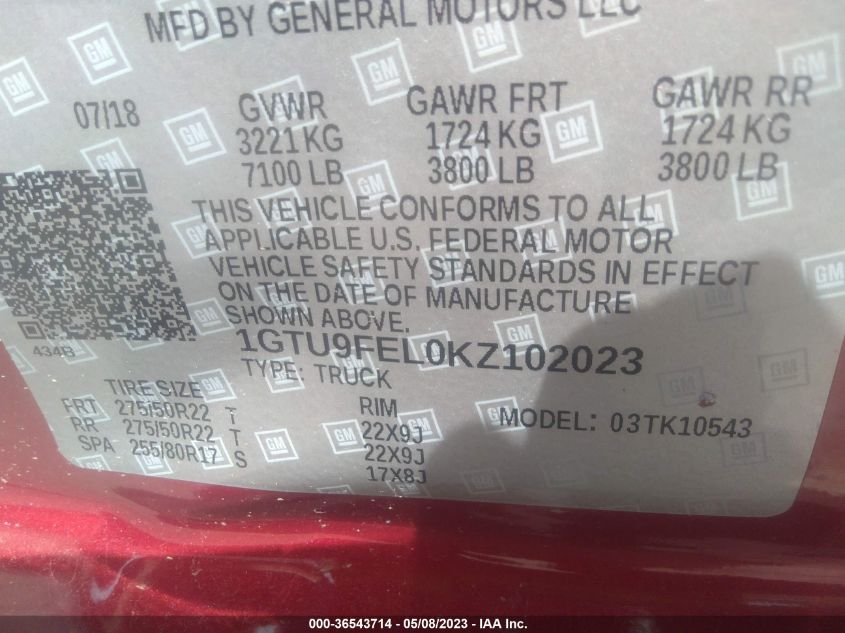 MFD BY GENERAL MOTORS LLC
07/18 GVWR GAWR FRT GAWR RR
3221 KG 1724 KG 1724 KG
7100 LB 3800 LB 3800 LB
THIS VEHICLE CONFORMS TO ALL
APPLICABLE U.S. FEDERAL MOTOR
VEHICLE SAFETY STANDARDS IN EFFECT
ON THE DATE OF MANUFACTURE
SHOWN ABOVE.
434B
1GTU9FEL0KZ102023
TYPE: TRUCK
TIRE SIZE RIM MODEL: 03TK10543
FRT 275/50R22 T 22X9J
RR 275/50R22 T 22X9J
SPA 255/80R17 S 17X8J
GM
000-36543714 - 05/08/2023 - IAA Inc.